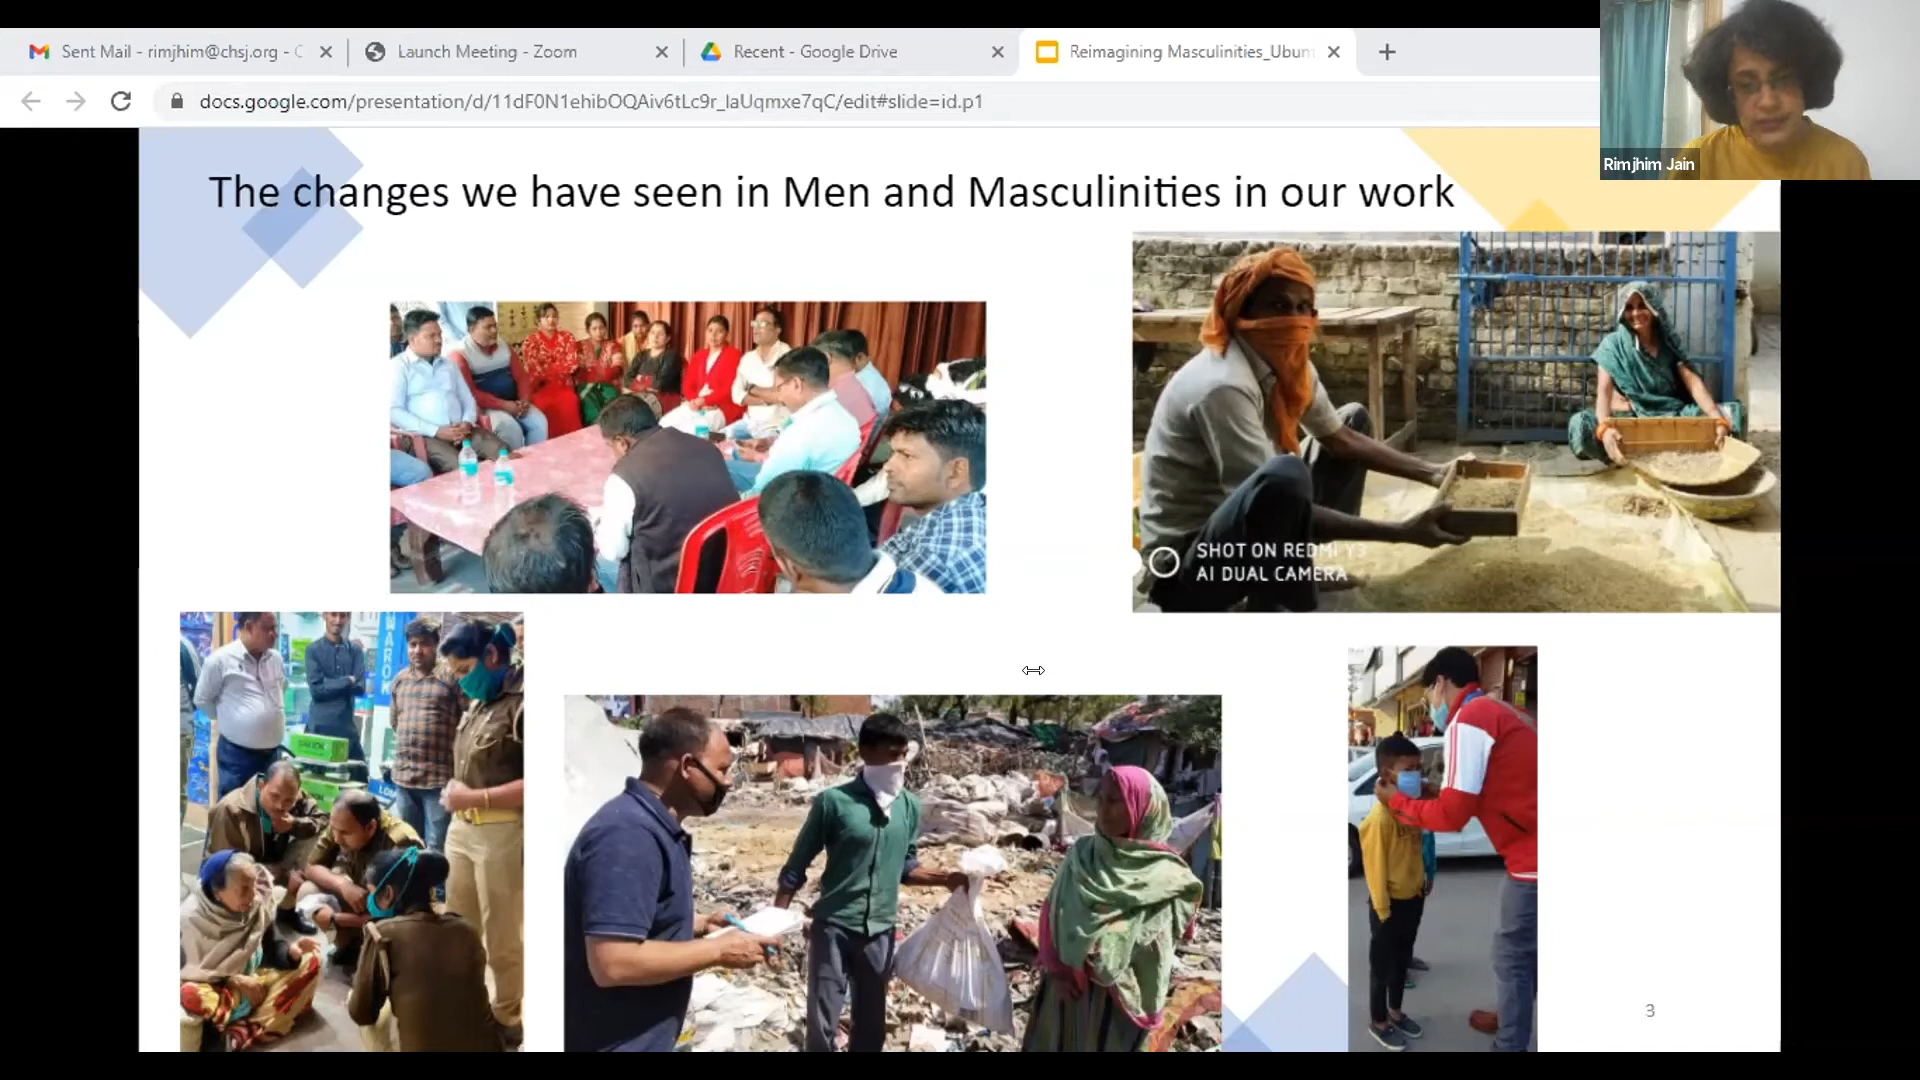 Sent Mail - rimjhim@chsj.org - C
Launch Meeting - Zoom
Recent - Google Drive
Reimagining Masculinities_Ubun
docs.google.com/presentation/d/11dF0N1ehibOQAiv6tLc9r_laUqmxe7qC/edit#slide=id.p1
Rimjhim Jain
The changes we have seen in Men and Masculinities in our work
SHOT ON REDMI Y3
AI DUAL CAMERA
WAROK
3